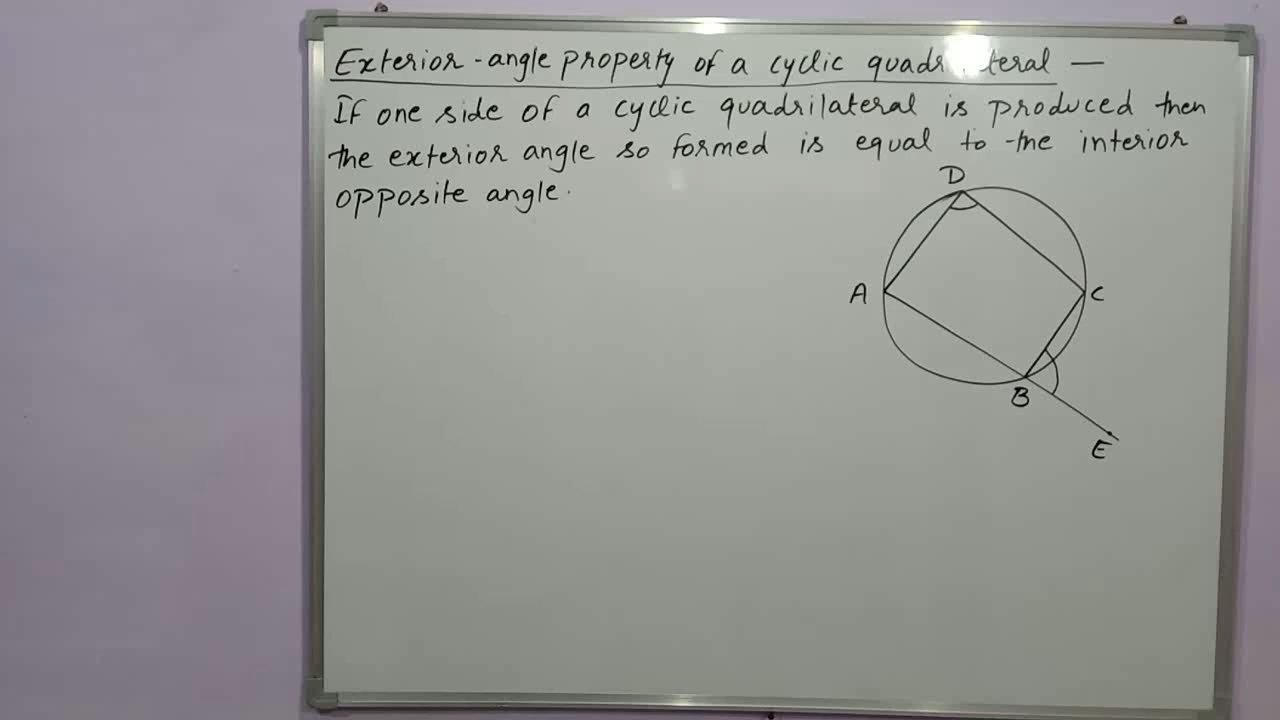 Exterior-angle property of a cyclic quadr teral —
If one side of a cyclic quadrilateral is produced then
the exterior angle so formed is equal to the interior
opposite angle.
D
A
C
B
E